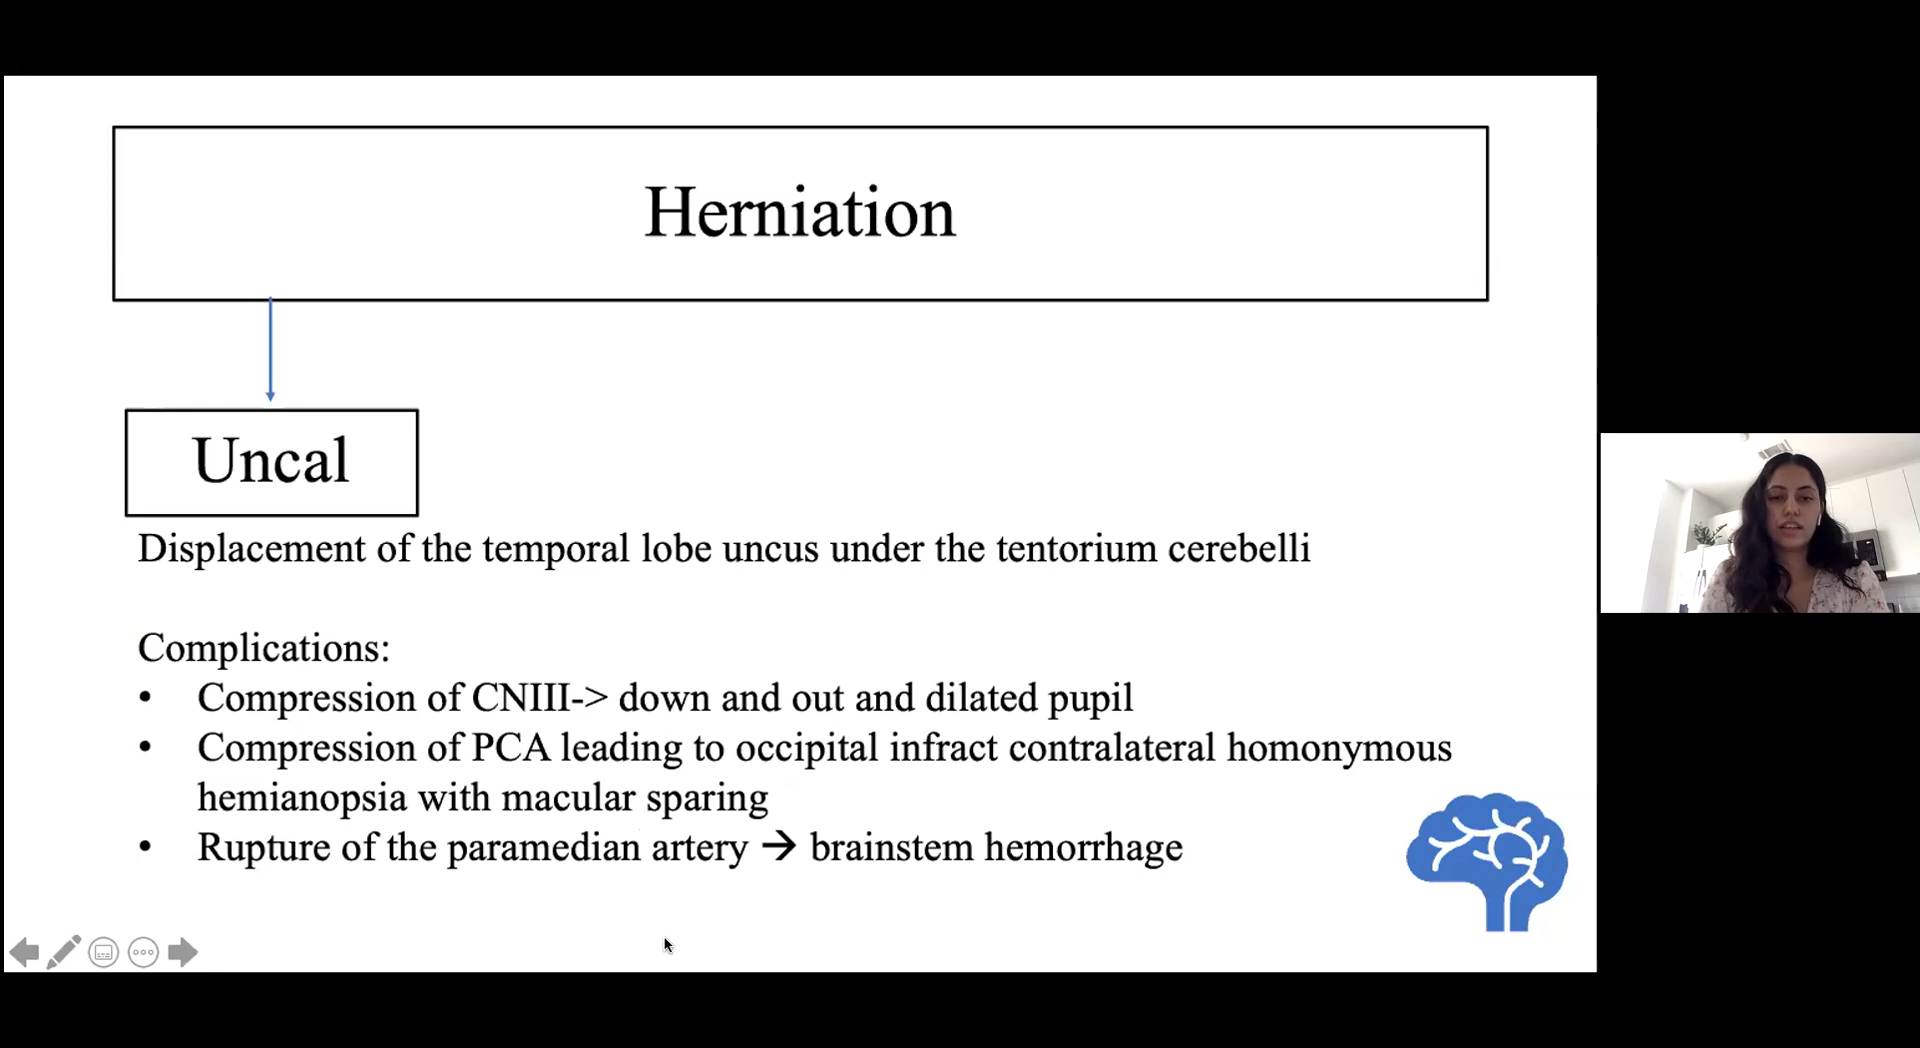 Herniation
Uncal
Displacement of the temporal lobe uncus under the tentorium cerebelli
Complications:
• Compression of CNIII-> down and out and dilated pupil
• Compression of PCA leading to occipital infract contralateral homonymous
hemianopsia with macular sparing
• Rupture of the paramedian artery → brainstem hemorrhage